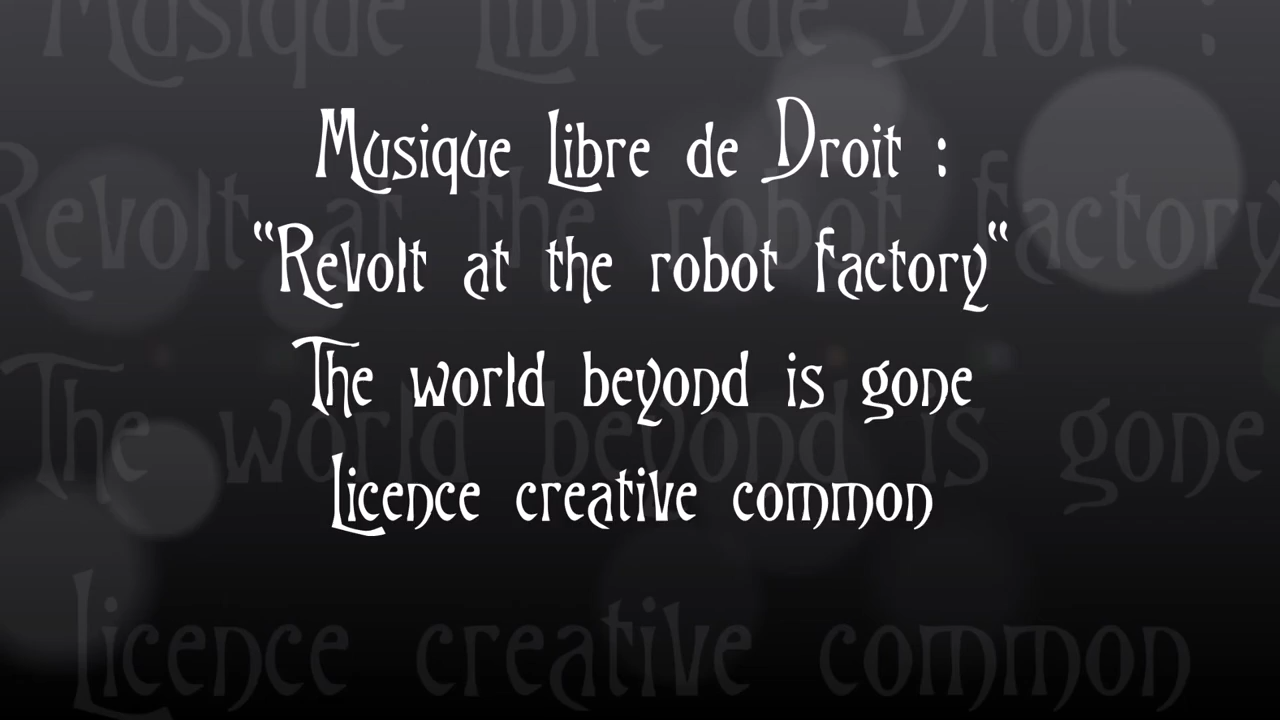 Musique Libre de Droit :
“Revolt at the robot factory“
The world beyond is gone
Licence creative common